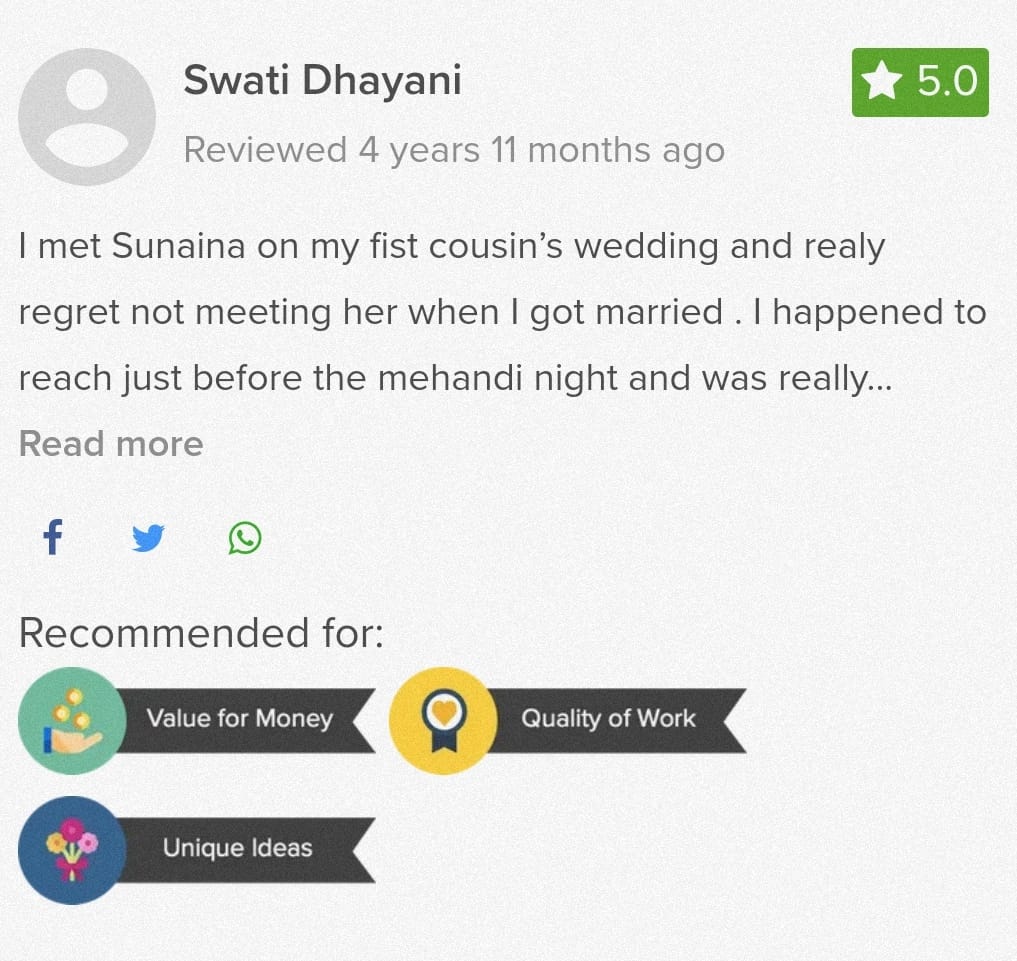 Swati Dhayani
5.0
Reviewed 4 years 11 months ago
I met Sunaina on my fist cousin’s wedding and realy
regret not meeting her when I got married . I happened to
reach just before the mehandi night and was really...
Read more
Recommended for:
Value for Money
Quality of Work
Unique Ideas